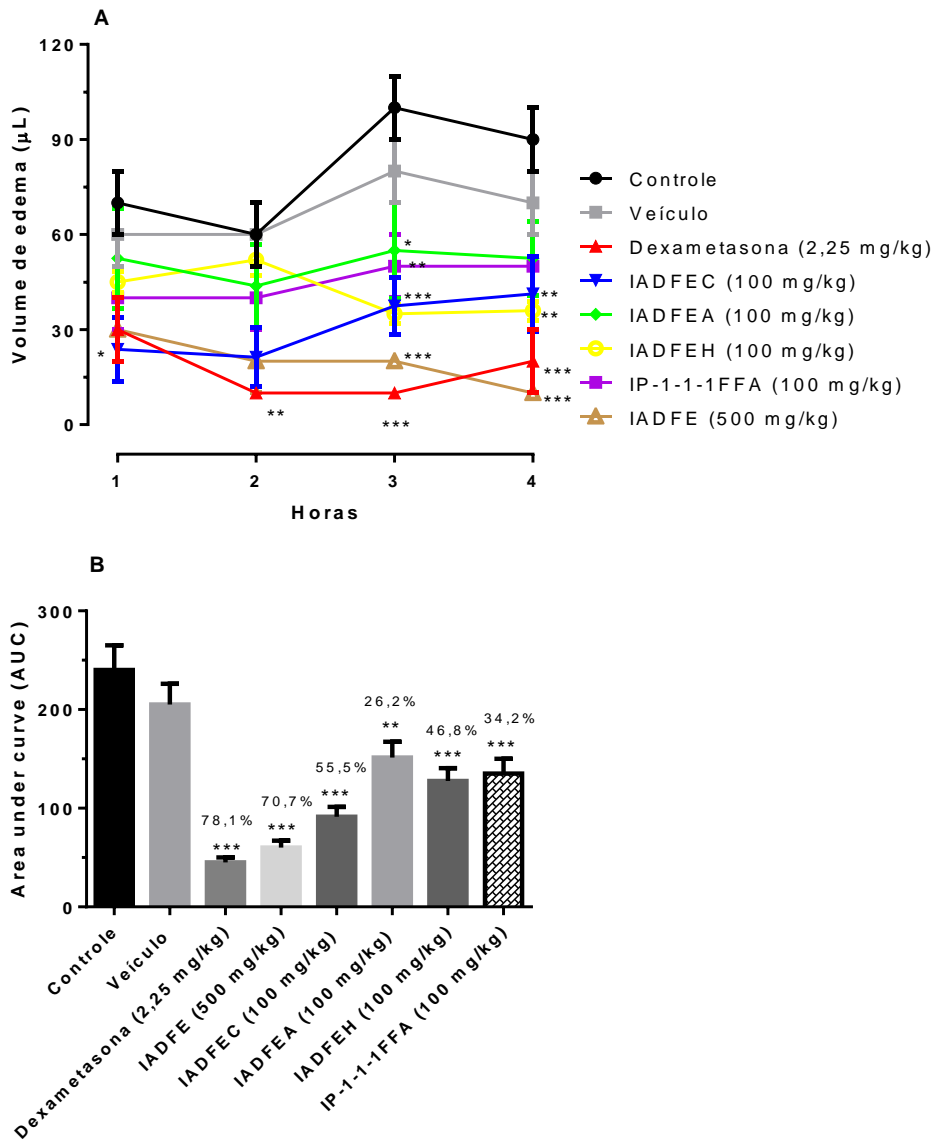 A
Volume de edema (µL)
120
90
60
30
0
*
**
*
**
***
***
***
**
**
***
***
1
2
3
4
Horas
Controle
Veículo
Dexametasona (2,25 mg/kg)
IADFEC (100 mg/kg)
IADFEA (100 mg/kg)
IADFEH (100 mg/kg)
IP-1-1-1FFA (100 mg/kg)
IADFE (500 mg/kg)
B
Area under curve (AUC)
300
200
100
0
78,1%
***
70,7%
***
55,5%
***
26,2%
**
46,8%
***
34,2%
***
Controle
Veículo
Dexametasona (2,25 mg/kg)
IADFE (500 mg/kg)
IADFEC (100 mg/kg)
IADFEA (100 mg/kg)
IADFEH (100 mg/kg)
IP-1-1-1FFA (100 mg/kg)